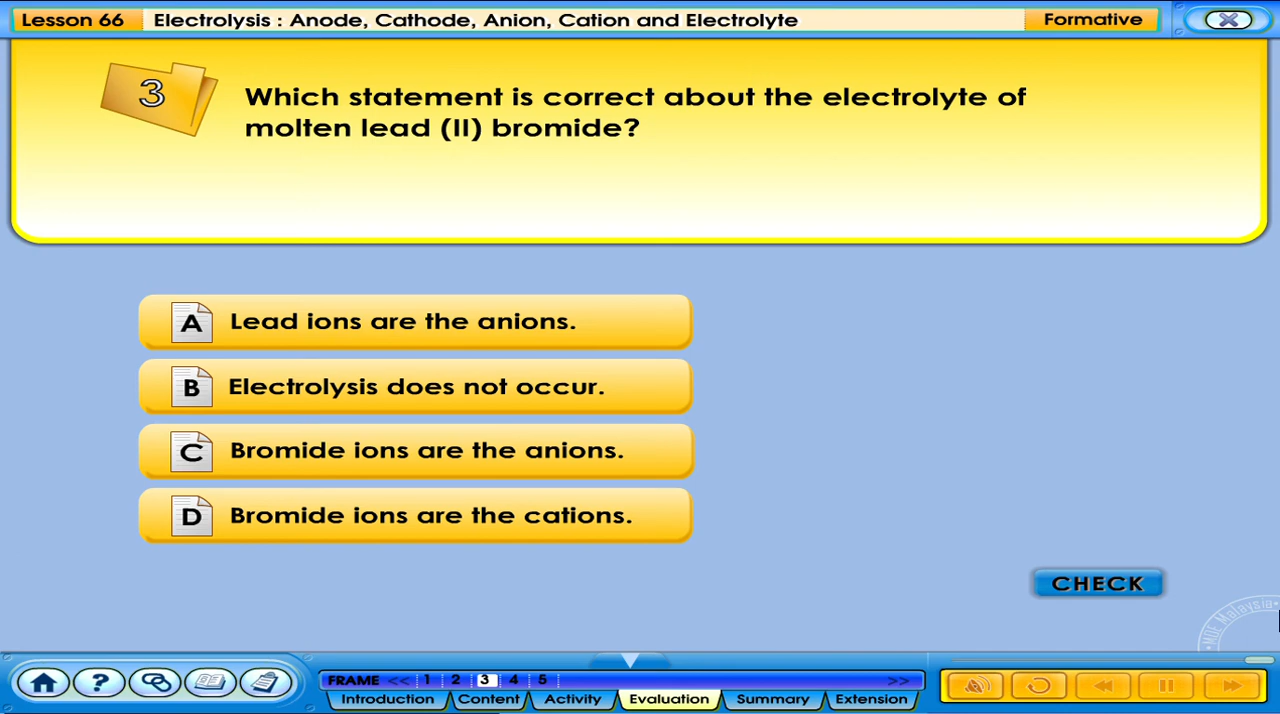 Lesson 66 Electrolysis : Anode, Cathode, Anion, Cation and Electrolyte Formative
3
Which statement is correct about the electrolyte of
molten lead (II) bromide?
A Lead ions are the anions.
B Electrolysis does not occur.
C Bromide ions are the anions.
D Bromide ions are the cations.
CHECK
MOE Malaysia
FRAME << 1 2 3 4 5 >>
Introduction Content Activity Evaluation Summary Extension